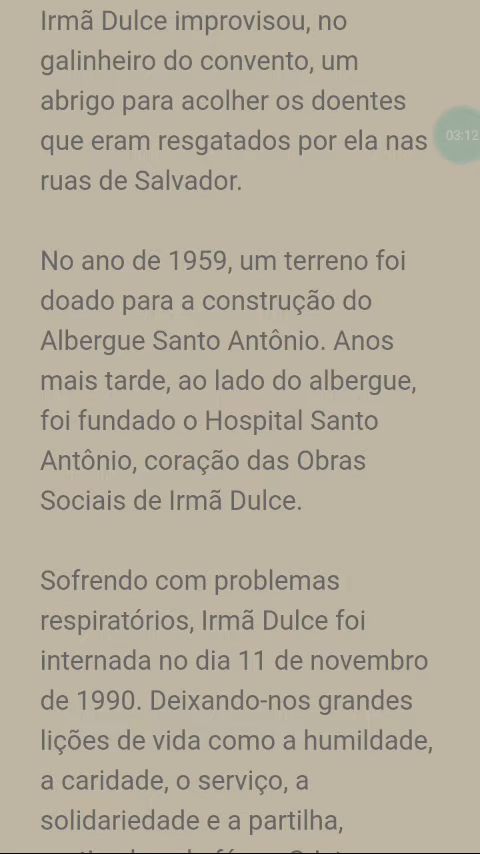 Irmã Dulce improvisou, no
galinheiro do convento, um
abrigo para acolher os doentes
que eram resgatados por ela nas
ruas de Salvador.
03:12
No ano de 1959, um terreno foi
doado para a construção do
Albergue Santo Antônio. Anos
mais tarde, ao lado do albergue,
foi fundado o Hospital Santo
Antônio, coração das Obras
Sociais de Irmã Dulce.
Sofrendo com problemas
respiratórios, Irmã Dulce foi
internada no dia 11 de novembro
de 1990. Deixando-nos grandes
lições de vida como a humildade,
a caridade, o serviço, a
solidariedade e a partilha,